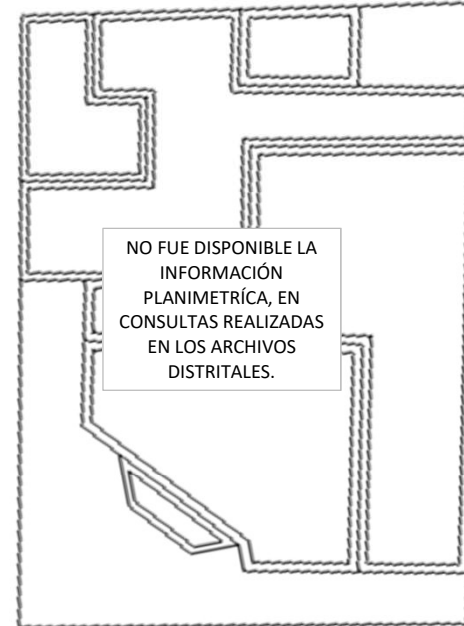 NO FUE DISPONIBLE LA
INFORMACIÓN
PLANIMETRÍCA, EN
CONSULTAS REALIZADAS
EN LOS ARCHIVOS
DISTRITALES.